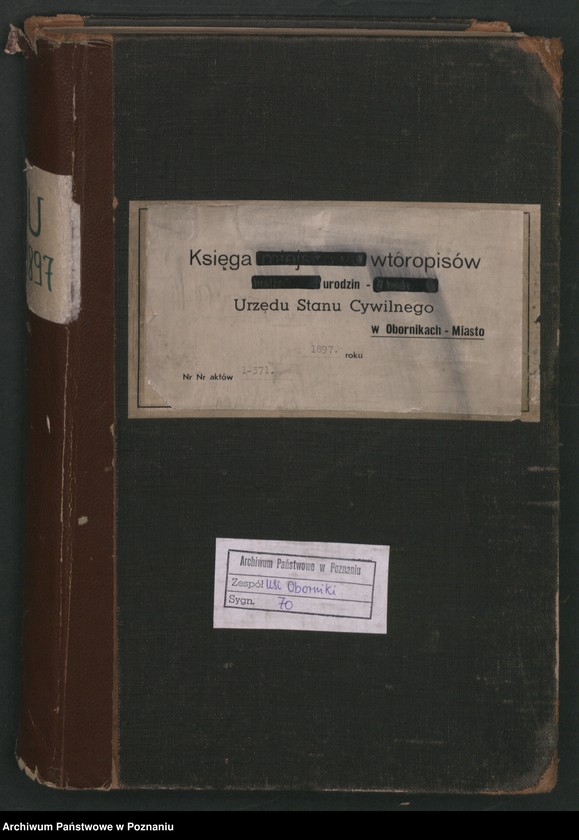 U
1897
Księga wtóropisów
urodzin -
Urzędu Stanu Cywilnego
w Obornikach - Miasto
1897. roku
Nr Nr aktów 1-371.
Archiwum Państwowe w Poznaniu
Zespół USC Oborniki
Sygn. 70
Archiwum Państwowe w Poznaniu